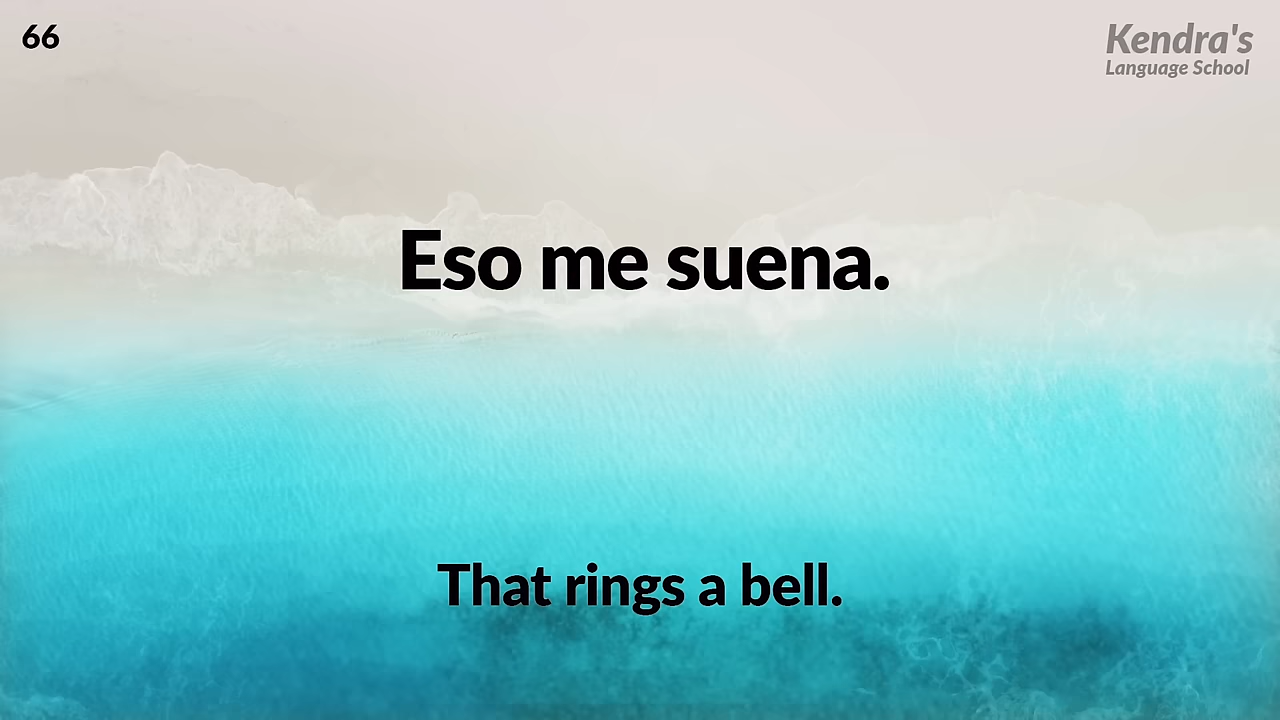 66
Kendra's
Language School
Eso me suena.
That rings a bell.